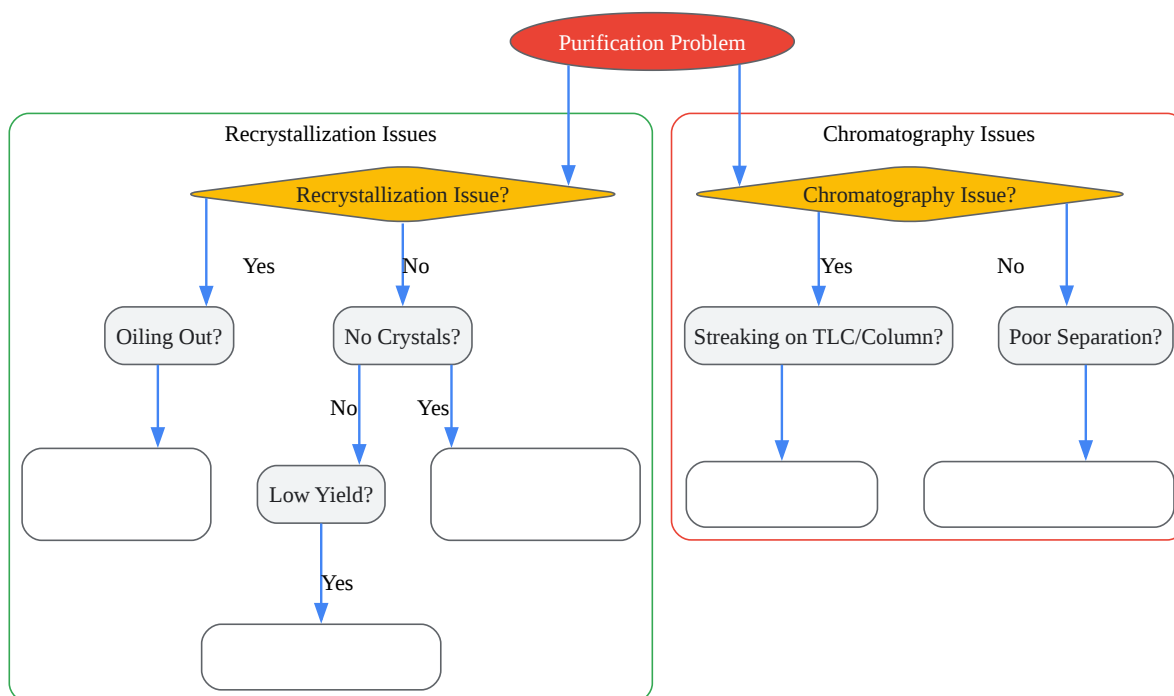 Purification Problem
Recrystallization Issues
Chromatography Issues
Recrystallization Issue?
Chromatography Issue?
Yes
No
Yes
No
Oiling Out?
No Crystals?
Streaking on TLC/Column?
Poor Separation?
No
Yes
Low Yield?
Yes